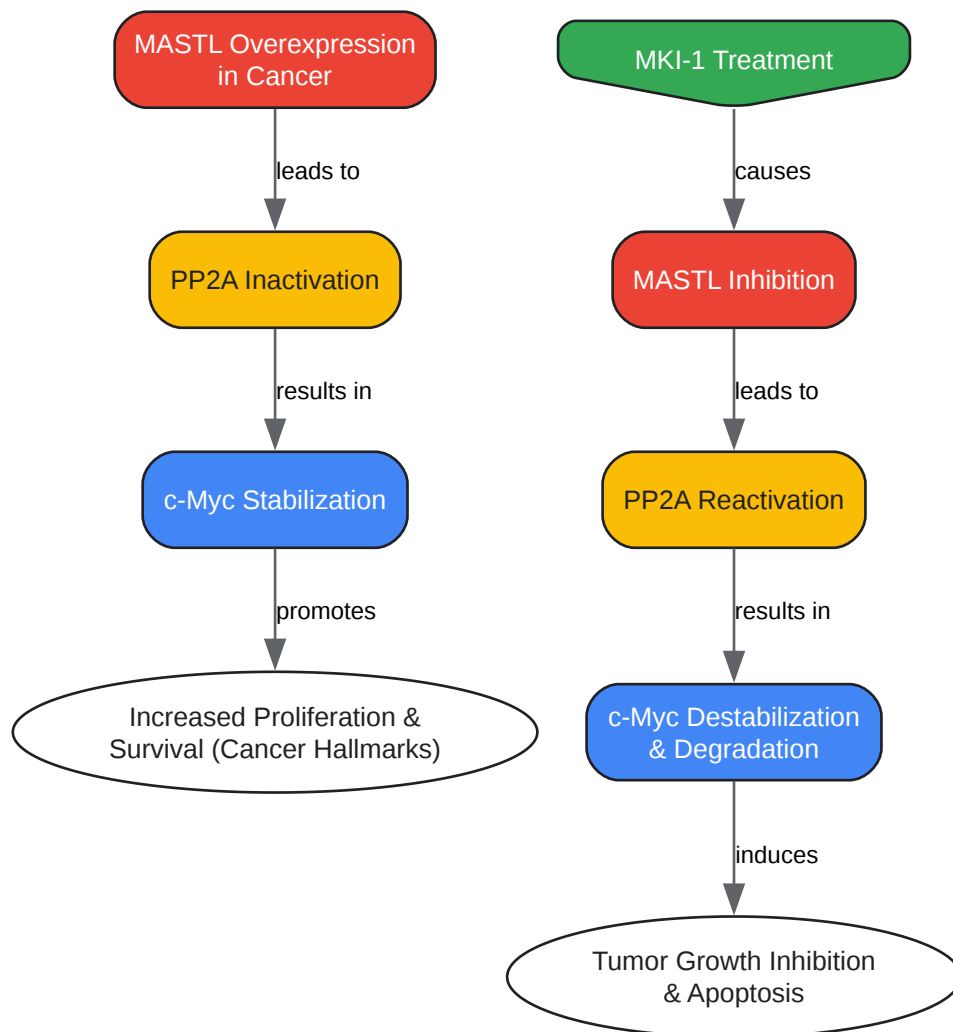 MASTL Overexpression
in Cancer
leads to
PP2A Inactivation
results in
c-Myc Stabilization
promotes
Increased Proliferation &
Survival (Cancer Hallmarks)
MKI-1 Treatment
causes
MASTL Inhibition
leads to
PP2A Reactivation
results in
c-Myc Destabilization
& Degradation
induces
Tumor Growth Inhibition
& Apoptosis